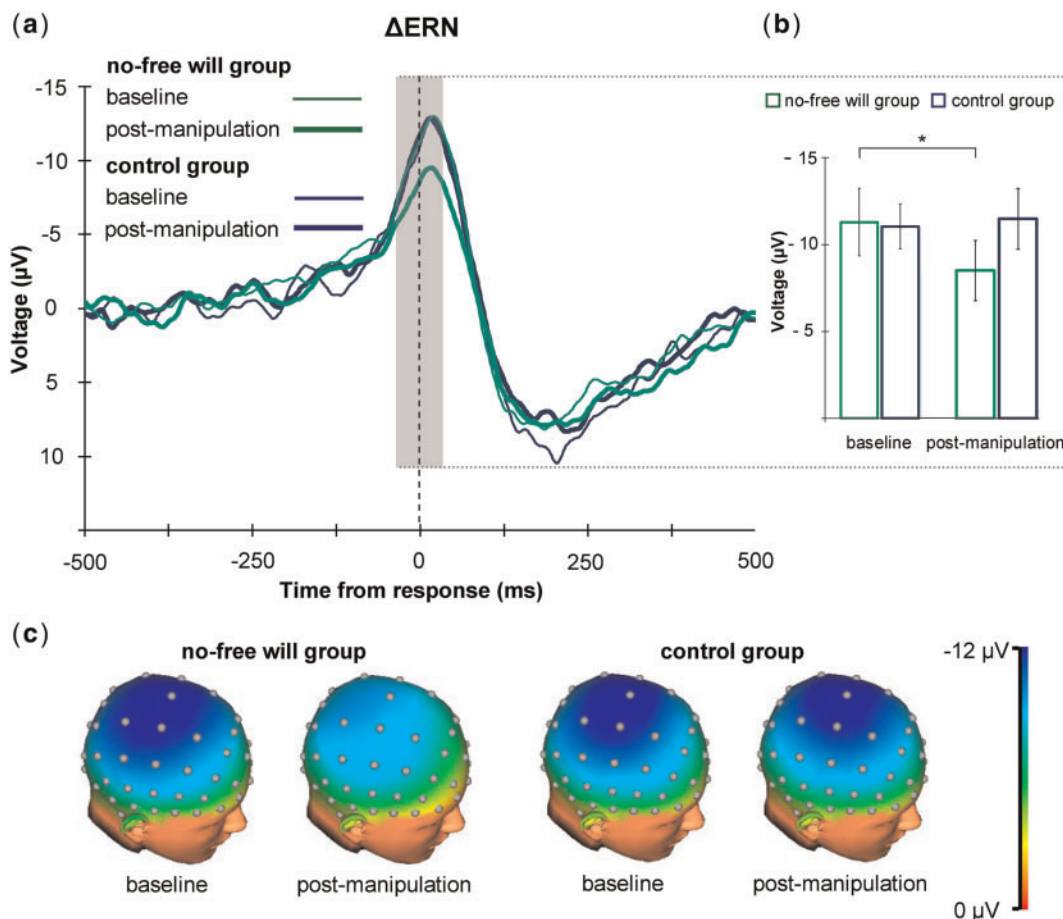 (a)
ΔERN
no-free will group
baseline
post-manipulation
control group
baseline
post-manipulation
Voltage (µV)
-15
-10
-5
0
5
10
-500
-250
0
250
500
Time from response (ms)
(b)
no-free will group
control group
*
Voltage (µV)
- 15
- 10
- 5
baseline
post-manipulation
(c)
no-free will group
control group
baseline
post-manipulation
baseline
post-manipulation
-12 µV
0 µV